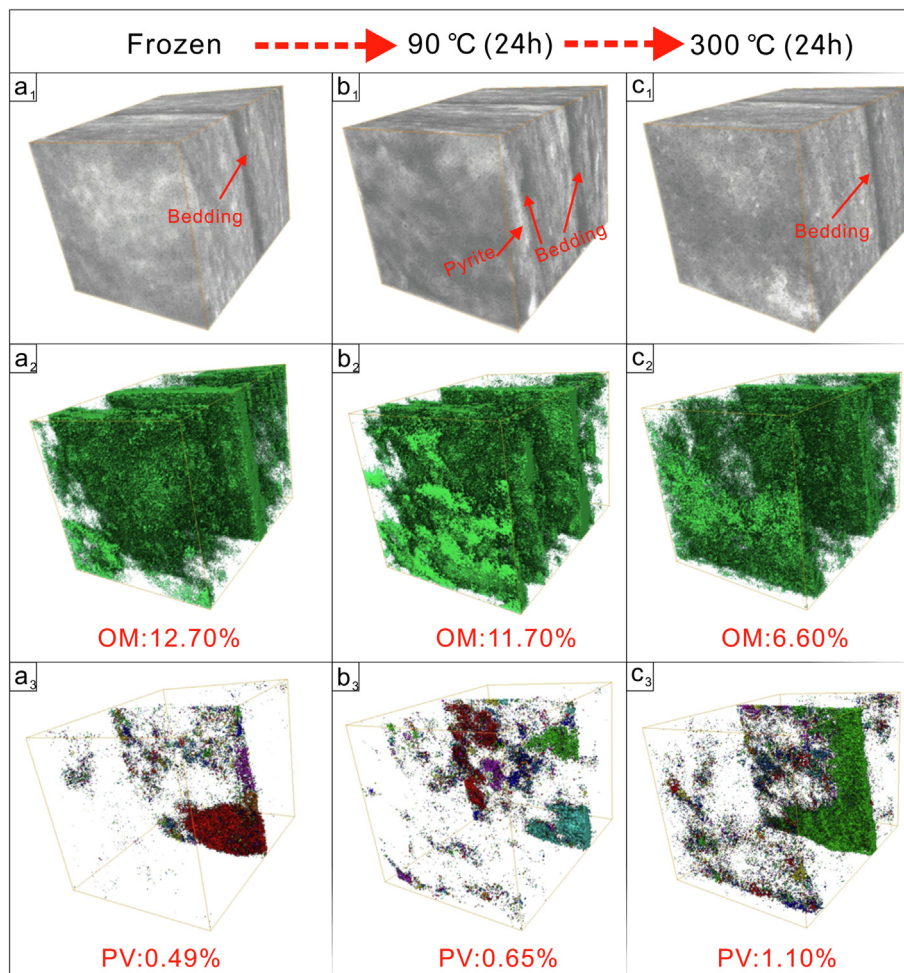 Frozen 90 ℃ (24h) 300 ℃ (24h)
a1 b1 c1
Bedding
Pyrite
Bedding
Bedding
a2 b2 c2
OM:12.70% OM:11.70% OM:6.60%
a3 b3 c3
PV:0.49% PV:0.65% PV:1.10%